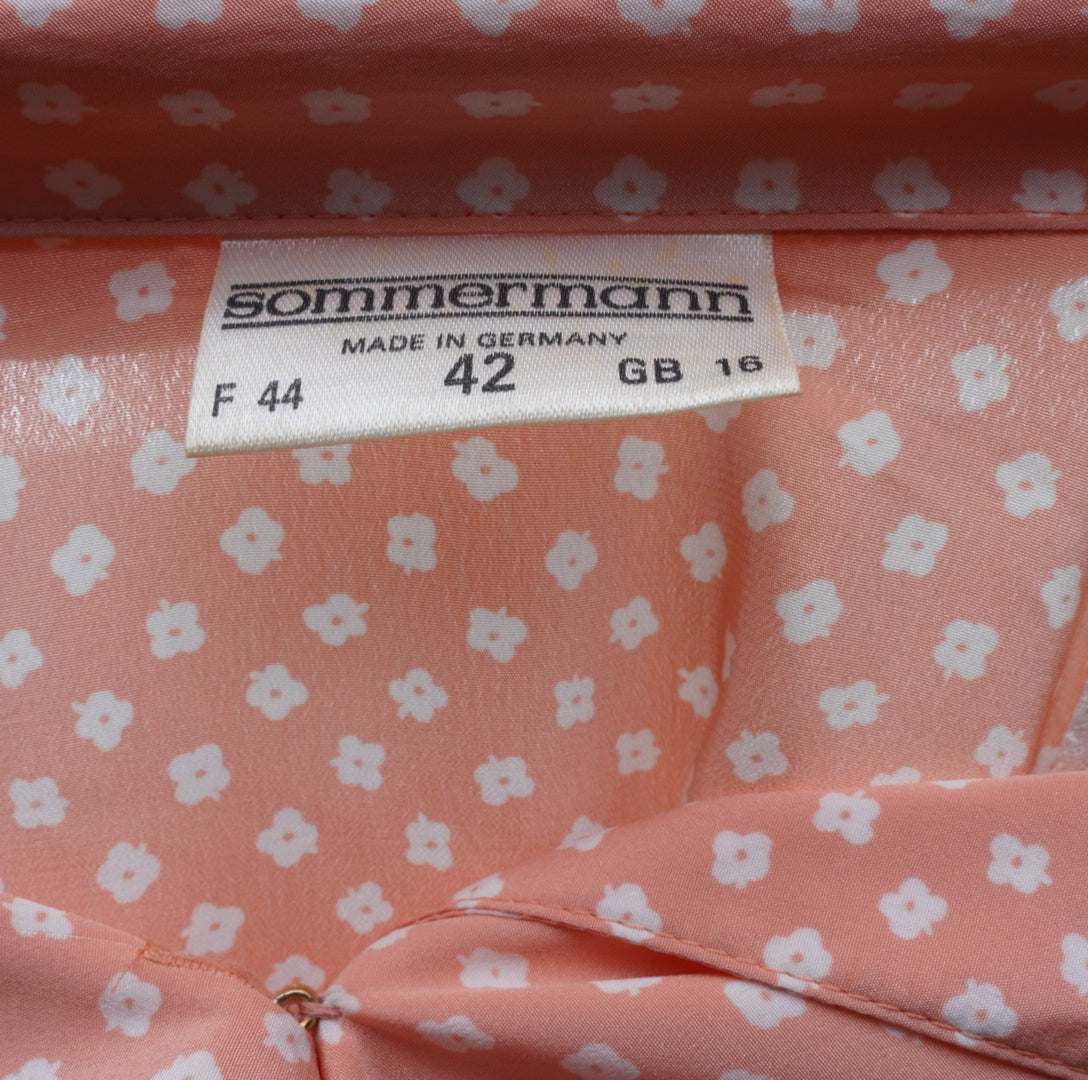 sommermann
MADE IN GERMANY
F 44 42 GB 16